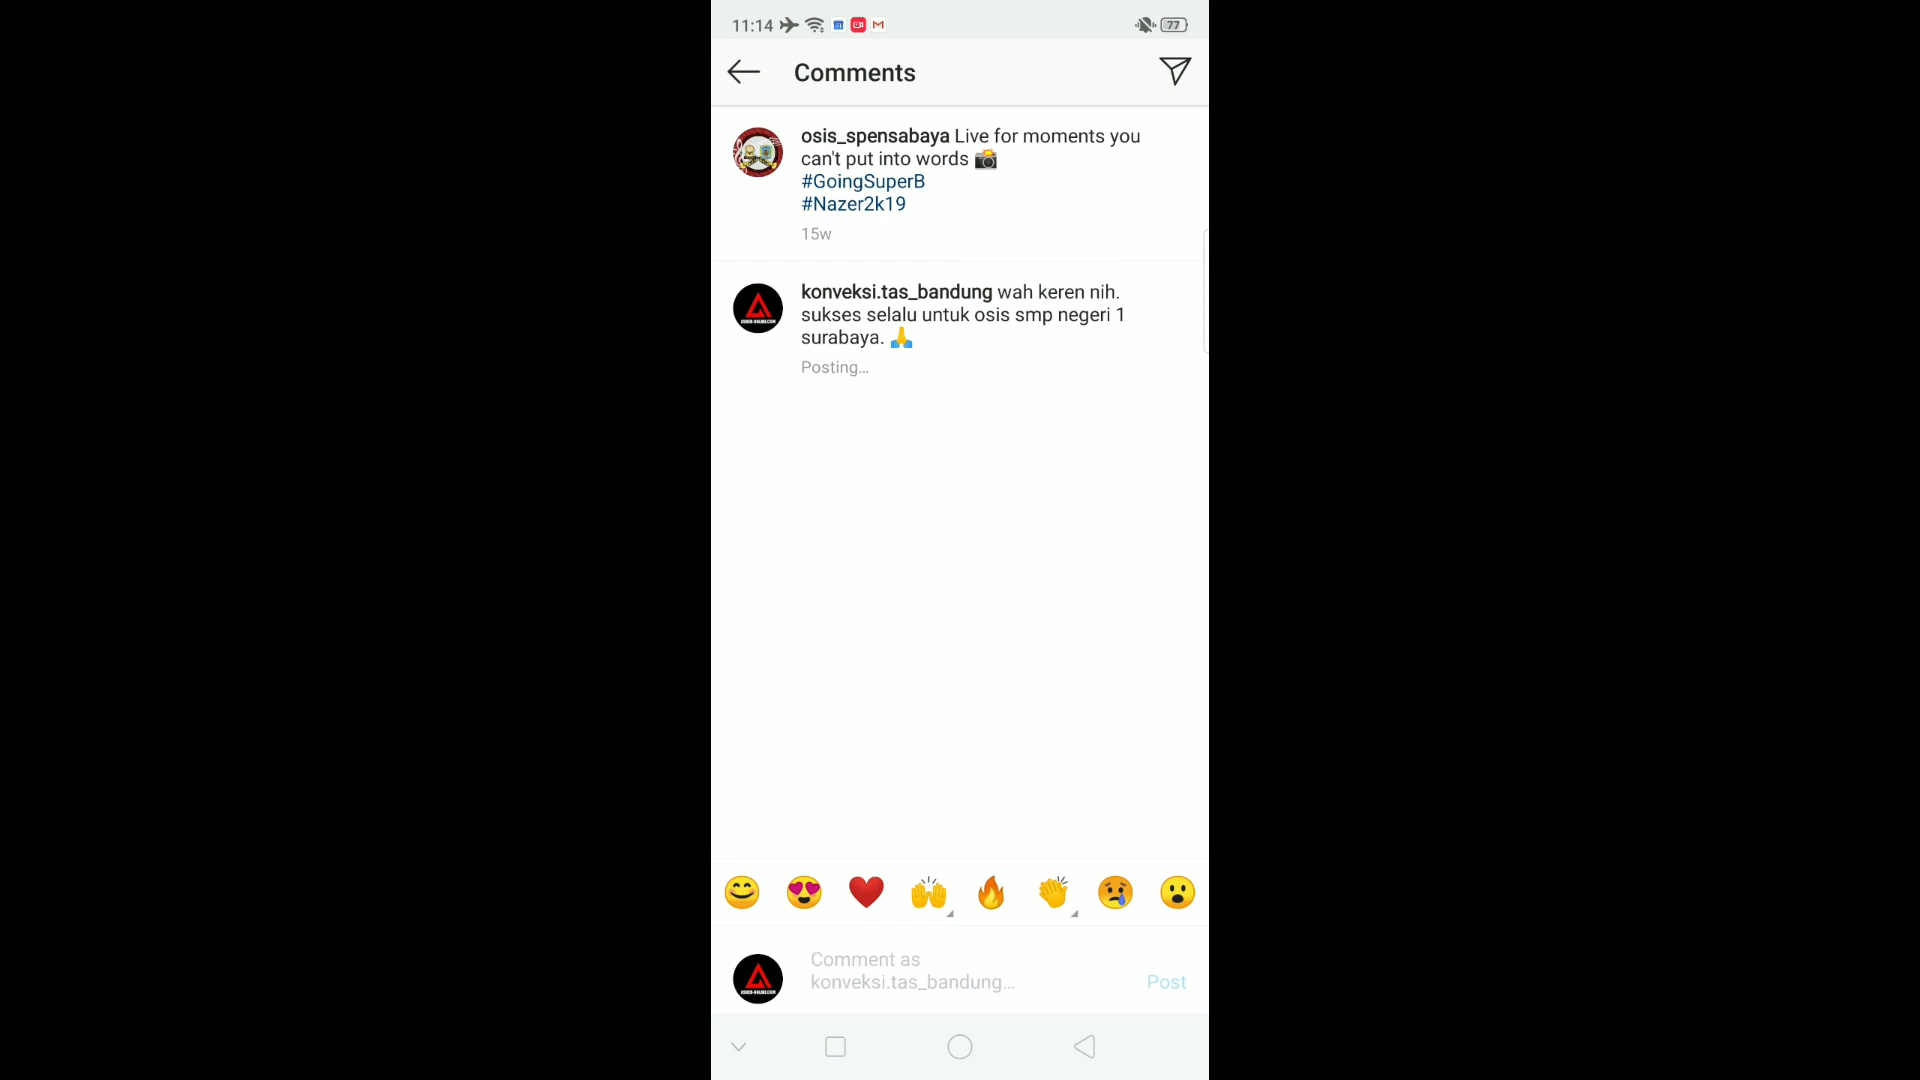 11:14
77
Comments
osis_spensabaya Live for moments you
can't put into words 📸
#GoingSuperB
#Nazer2k19
15w
konveksi.tas_bandung wah keren nih.
sukses selalu untuk osis smp negeri 1
surabaya. 🙏
Posting...
Comment as
konveksi.tas_bandung...
Post